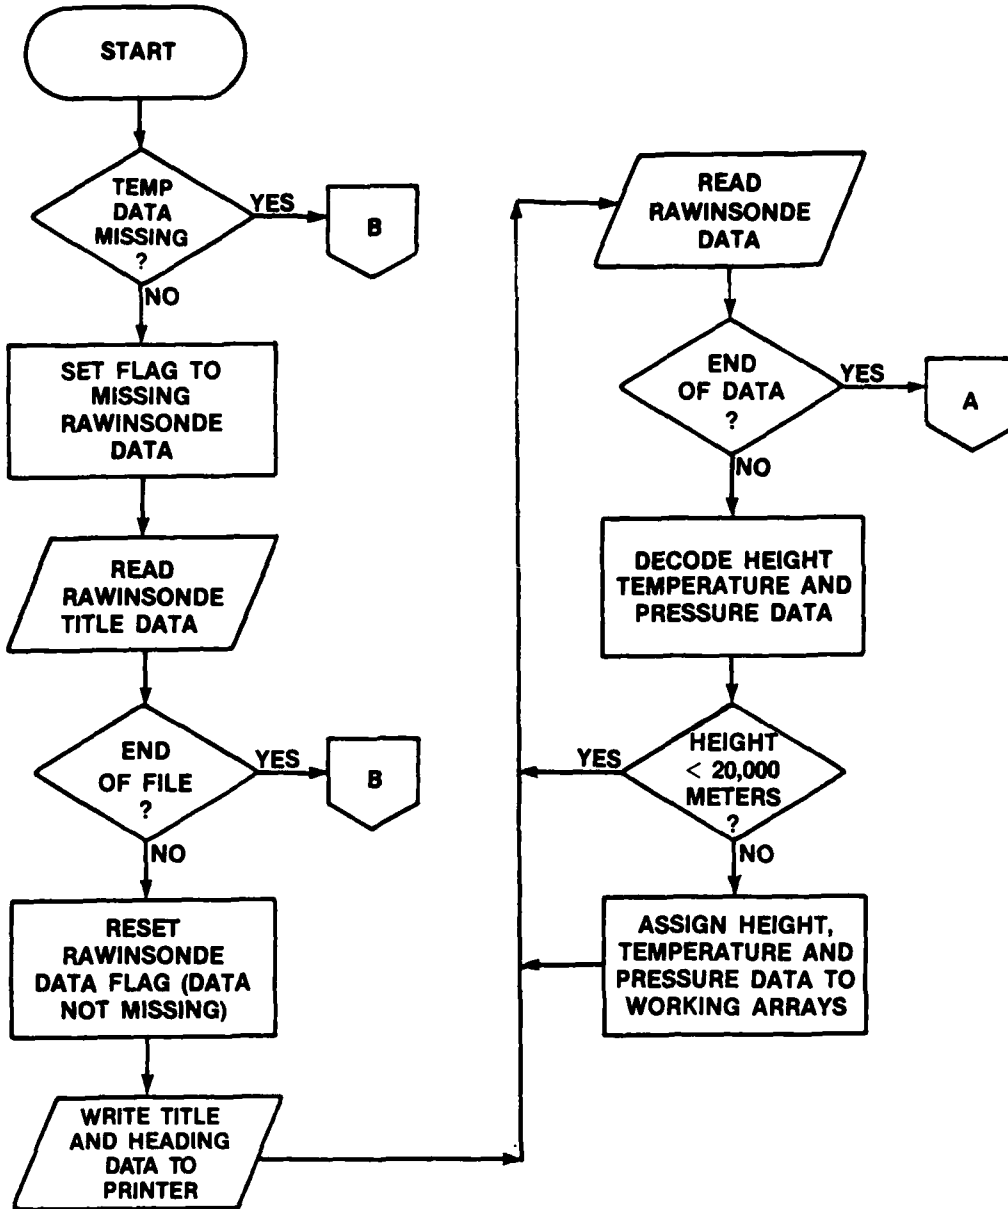 START
TEMP
DATA
MISSING
?
YES
B
NO
SET FLAG TO
MISSING
RAWINSONDE
DATA
READ
RAWINSONDE
TITLE DATA
END
OF FILE
?
YES
B
NO
RESET
RAWINSONDE
DATA FLAG (DATA
NOT MISSING)
WRITE TITLE
AND HEADING
DATA TO
PRINTER
READ
RAWINSONDE
DATA
END
OF DATA
?
YES
A
NO
DECODE HEIGHT
TEMPERATURE AND
PRESSURE DATA
HEIGHT
< 20,000
METERS
?
YES
NO
ASSIGN HEIGHT,
TEMPERATURE AND
PRESSURE DATA TO
WORKING ARRAYS